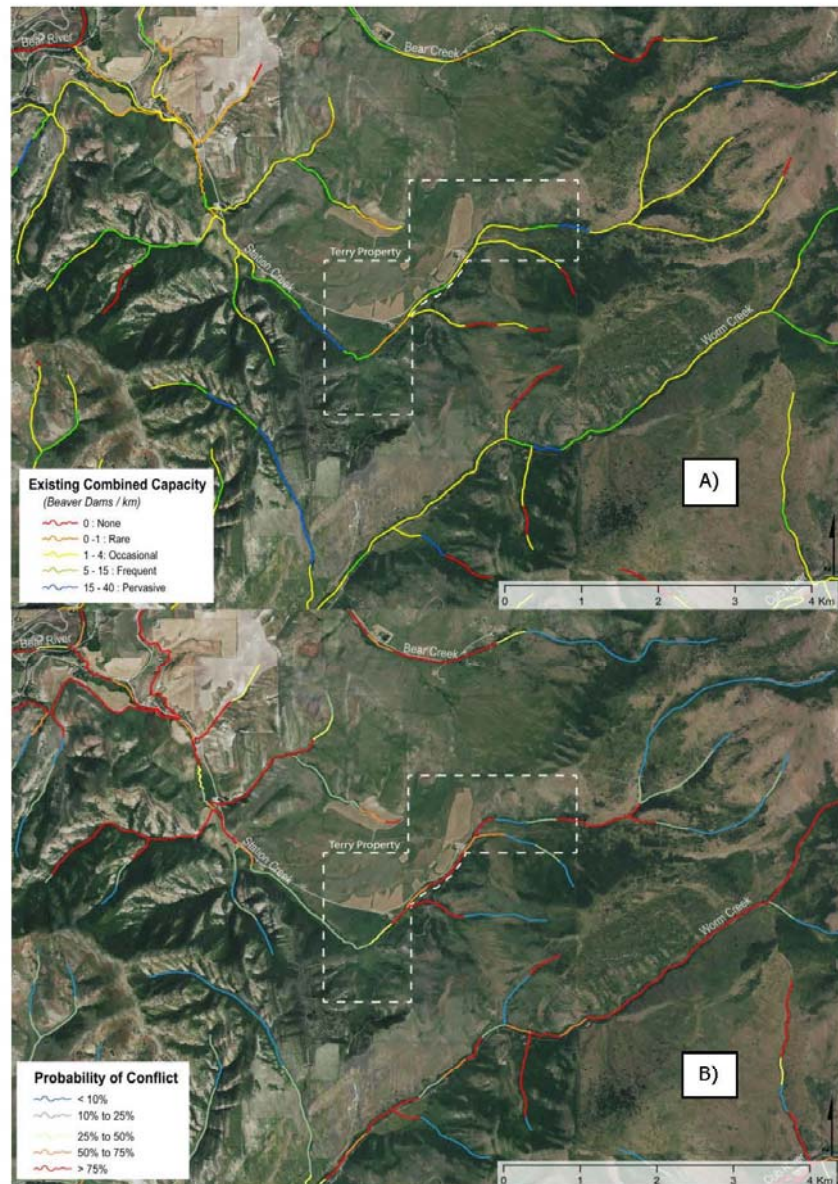 Bear River
Bear Creek
Terry Property
Station Creek
Worm Creek
A)
Existing Combined Capacity
(Beaver Dams / km)
0 : None
0 -1 : Rare
1 - 4: Occasional
5 - 15 : Frequent
15 - 40 : Pervasive
0 1 2 3 4 Km
Bear River
Bear Creek
Terry Property
Station Creek
Worm Creek
B)
Probability of Conflict
< 10%
10% to 25%
25% to 50%
50% to 75%
> 75%
0 1 2 3 4 Km